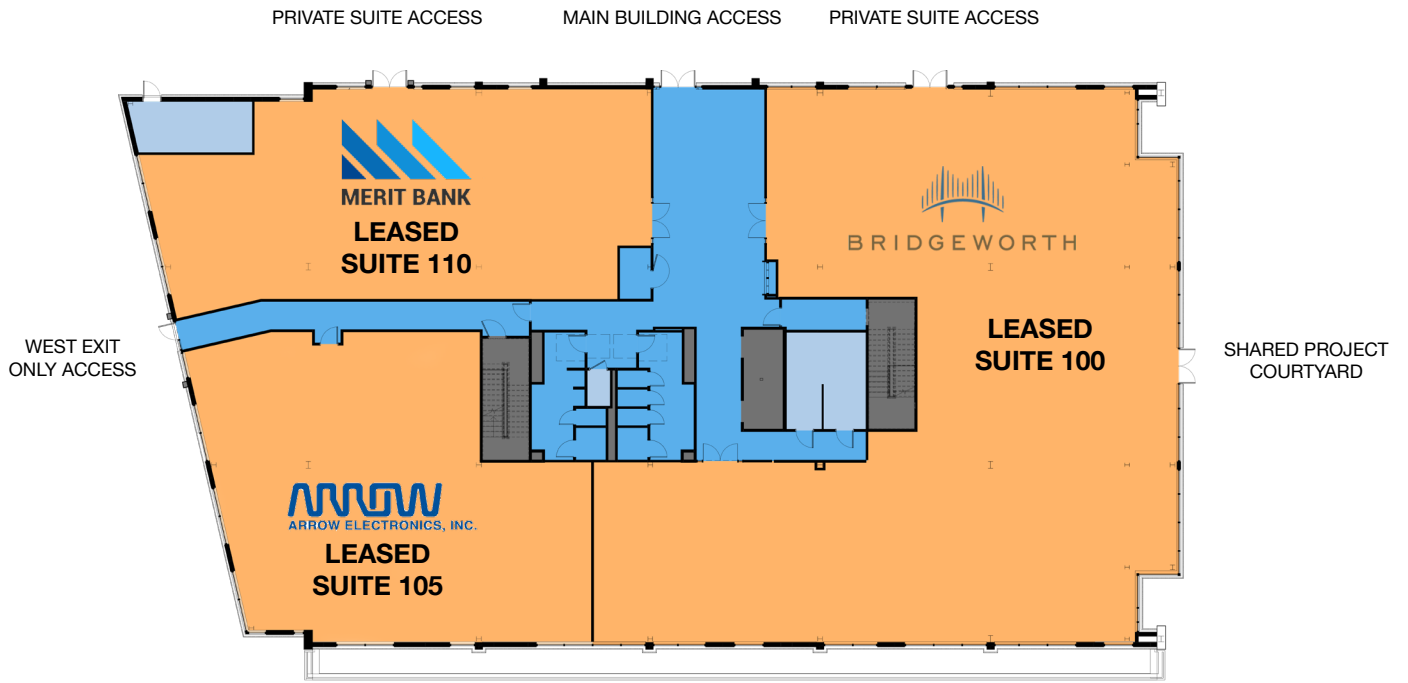 PRIVATE SUITE ACCESS
MAIN BUILDING ACCESS
PRIVATE SUITE ACCESS
MERIT BANK
LEASED
SUITE 110
BRIDGEWORTH
LEASED
SUITE 100
WEST EXIT
ONLY ACCESS
SHARED PROJECT
COURTYARD
ARROW
ARROW ELECTRONICS, INC.
LEASED
SUITE 105